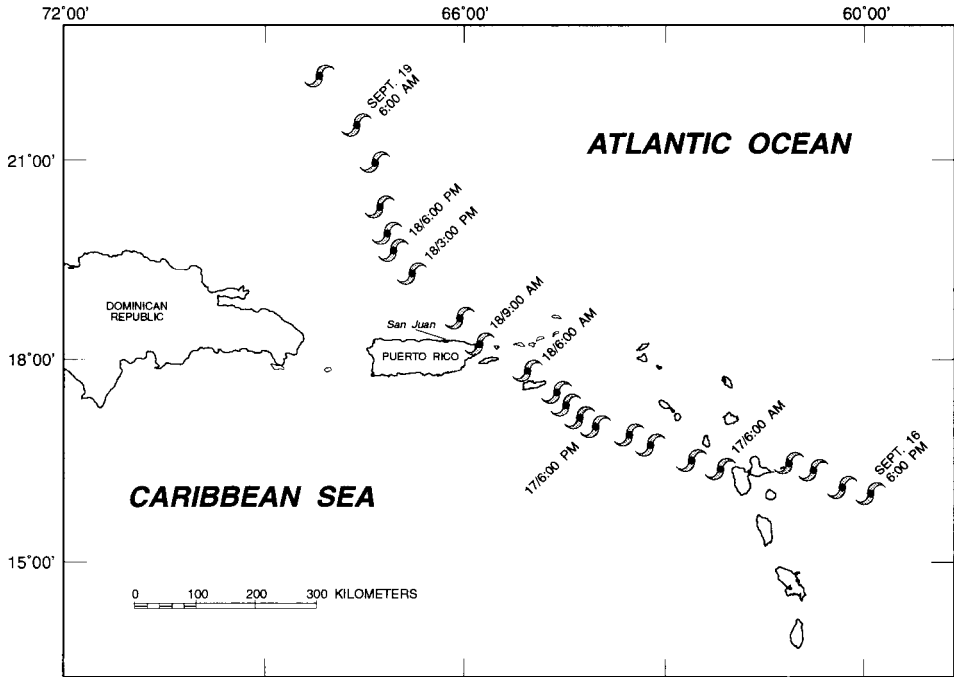 72°00'
66°00'
60°00'
SEPT. 19
6:00 AM
ATLANTIC OCEAN
21°00'
18/6:00 PM
18/3:00 PM
DOMINICAN
REPUBLIC
San Juan
18/9:00 AM
18/6:00 AM
18°00'
PUERTO RICO
17/6:00 AM
17/6:00 PM
SEPT. 16
6:00 PM
CARIBBEAN SEA
15°00'
0 100 200 300 KILOMETERS